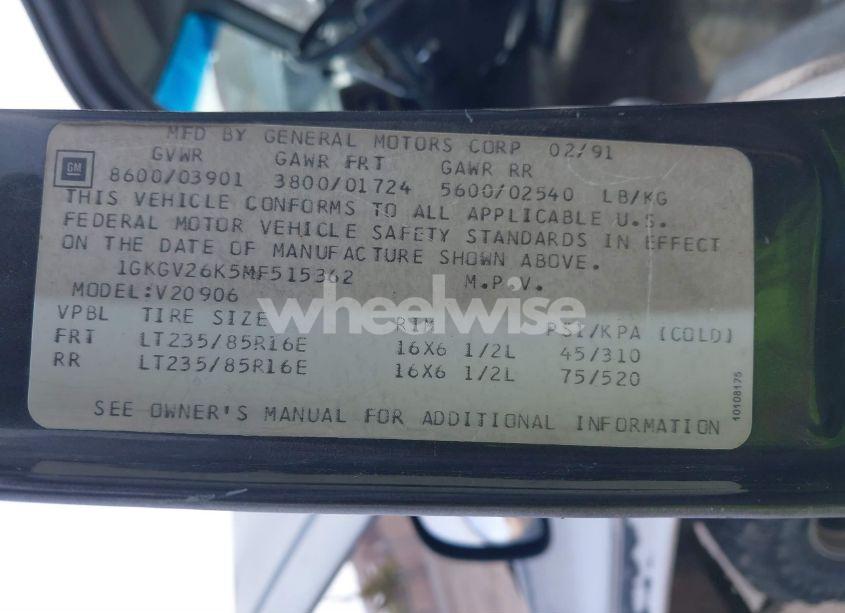 MFD BY GENERAL MOTORS CORP 02/91
GVWR GAWR FRT GAWR RR
GM 8600/03901 3800/01724 5600/02540 LB/KG
THIS VEHICLE CONFORMS TO ALL APPLICABLE U.S.
FEDERAL MOTOR VEHICLE SAFETY STANDARDS IN EFFECT
ON THE DATE OF MANUFACTURE SHOWN ABOVE.
1GKGV26K5MF515362 M.P.V.
MODEL:V20906
wheelwise
VPBL TIRE SIZE RIM PSI/KPA (COLD)
FRT LT235/85R16E 16X6 1/2L 45/310
RR LT235/85R16E 16X6 1/2L 75/520
SEE OWNER'S MANUAL FOR ADDITIONAL INFORMATION
10108175